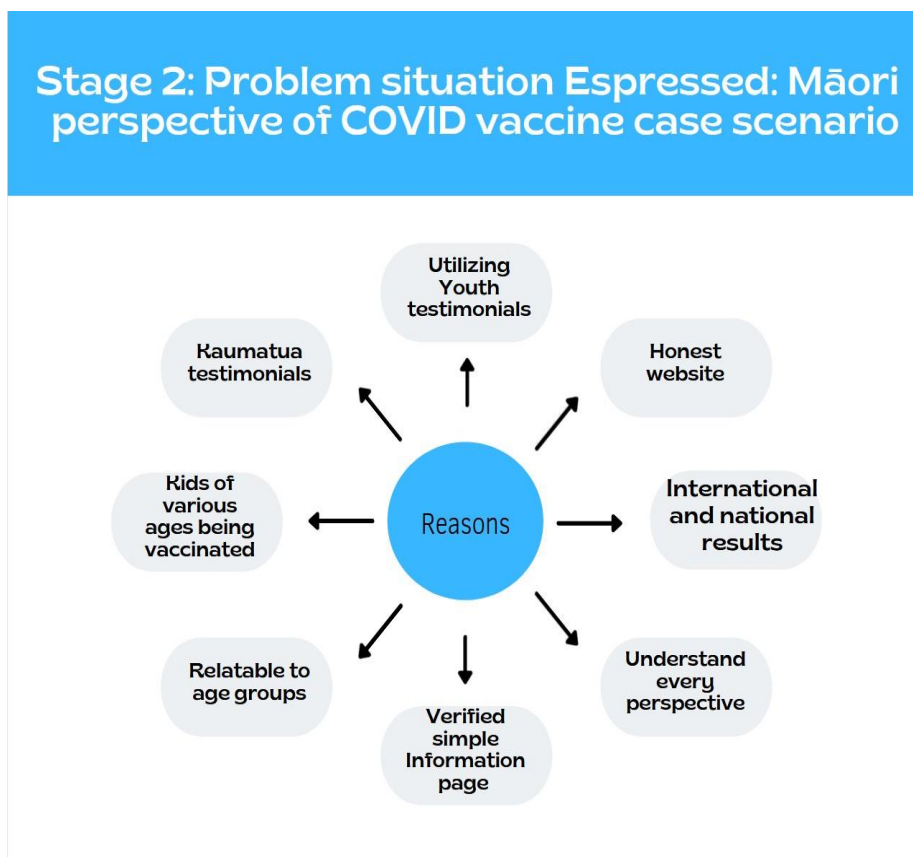 Stage 2: Problem situation Espressed: Māori
perspective of COVID vaccine case scenario
Utilizing
Youth
testimonials
Kaumatua
testimonials
Honest
website
Kids of
various
ages being
vaccinated
Reasons
International
and national
results
Relatable to
age groups
Verified
simple
Information
page
Understand
every
perspective